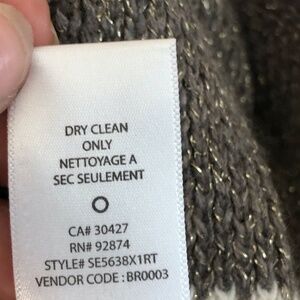 DRY CLEAN
ONLY
NETTOYAGE A
SEC SEULEMENT
CA# 30427
RN# 92874
STYLE# SE5638X1RT
VENDOR CODE : BR0003